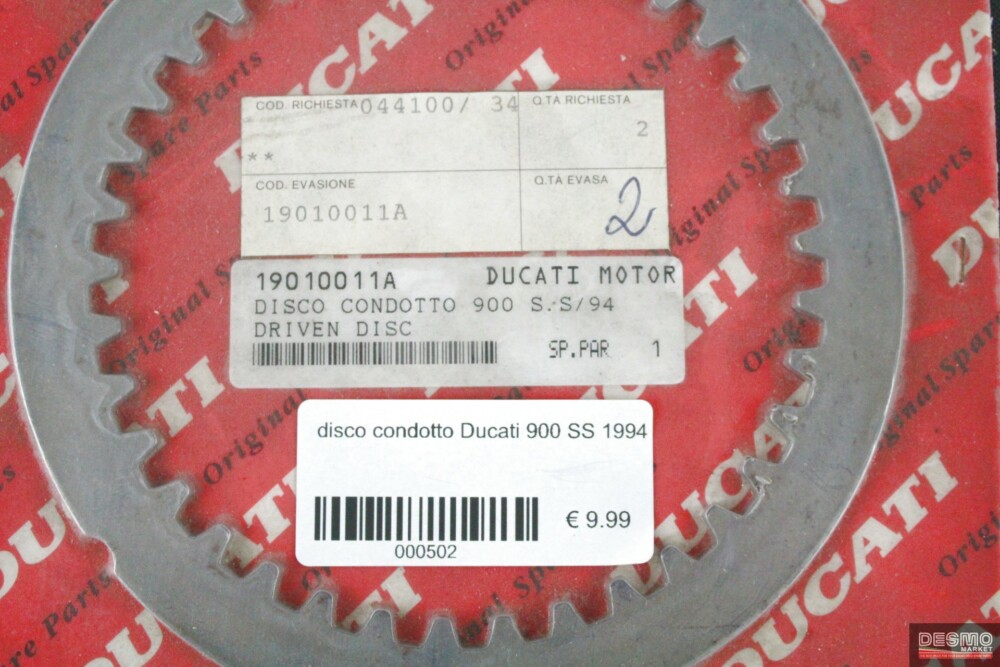 COD. RICHIESTA 044100/ 34 Q.TA RICHIESTA
2
**
COD. EVASIONE Q.TA EVASA
19010011A 2
19010011A DUCATI MOTOR
DISCO CONDOTTO 900 S.S/94
DRIVEN DISC
SP.PAR 1
disco condotto Ducati 900 SS 1994
€ 9.99
000502
DUCATI
Original Spare Parts
DESMO
MARKET